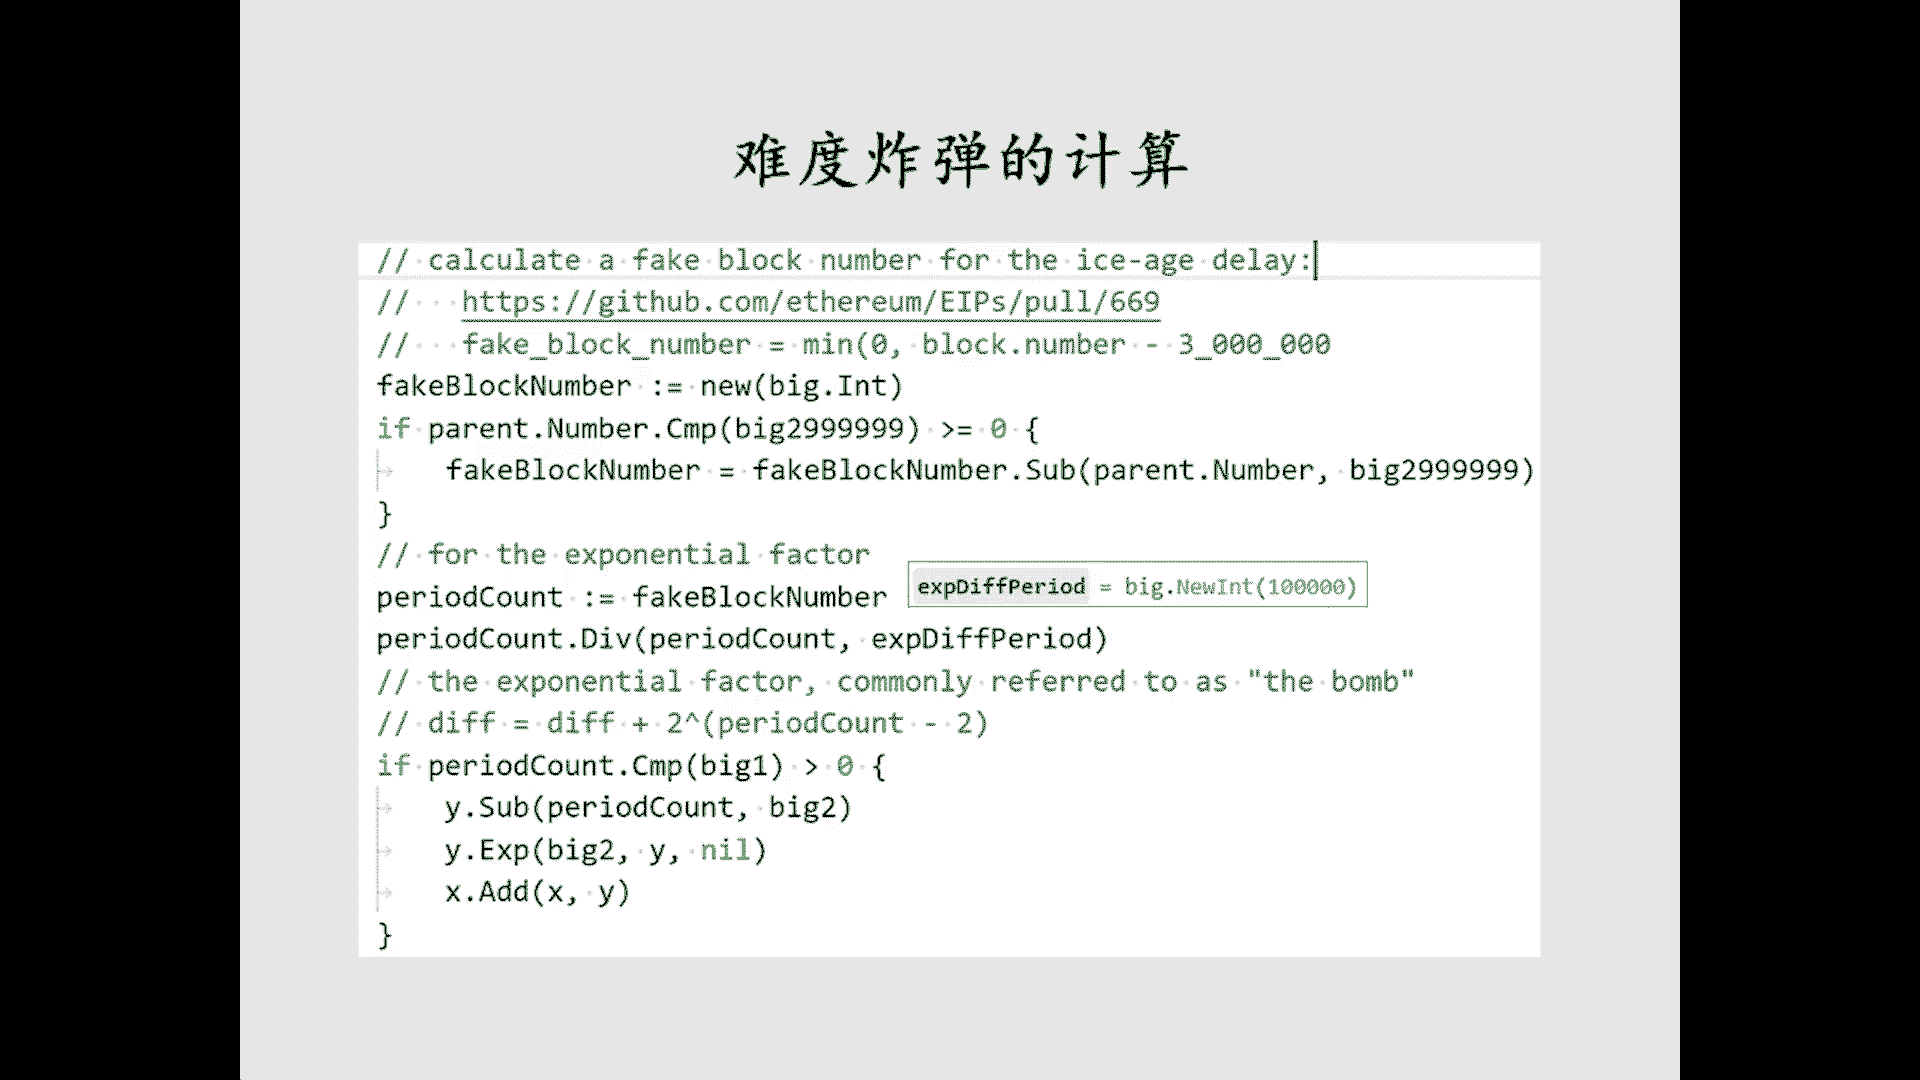 难度炸弹的计算
// calculate a fake block number for the ice-age delay:
// https://github.com/ethereum/EIPs/pull/669
// fake_block_number = min(0, block.number - 3_000_000
fakeBlockNumber := new(big.Int)
if parent.Number.Cmp(big2999999) >= 0 {
fakeBlockNumber = fakeBlockNumber.Sub(parent.Number, big2999999)
}
// for the exponential factor
periodCount := fakeBlockNumber
expDiffPeriod = big.NewInt(100000)
periodCount.Div(periodCount, expDiffPeriod)
// the exponential factor, commonly referred to as "the bomb"
// diff = diff + 2^(periodCount - 2)
if periodCount.Cmp(big1) > 0 {
y.Sub(periodCount, big2)
y.Exp(big2, y, nil)
x.Add(x, y)
}